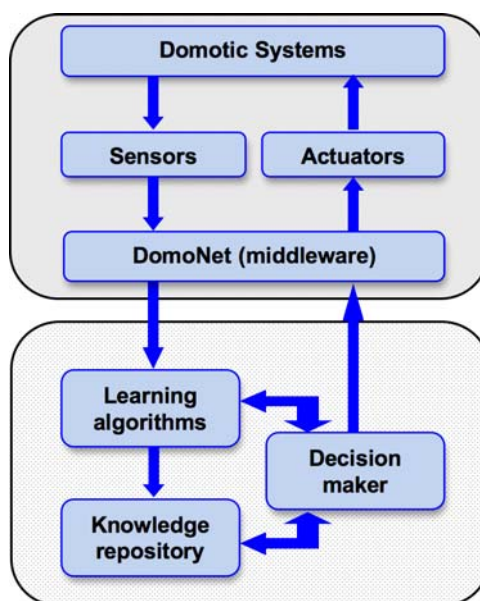 Domotic Systems
Sensors
Actuators
DomoNet (middleware)
Learning
algorithms
Decision
maker
Knowledge
repository